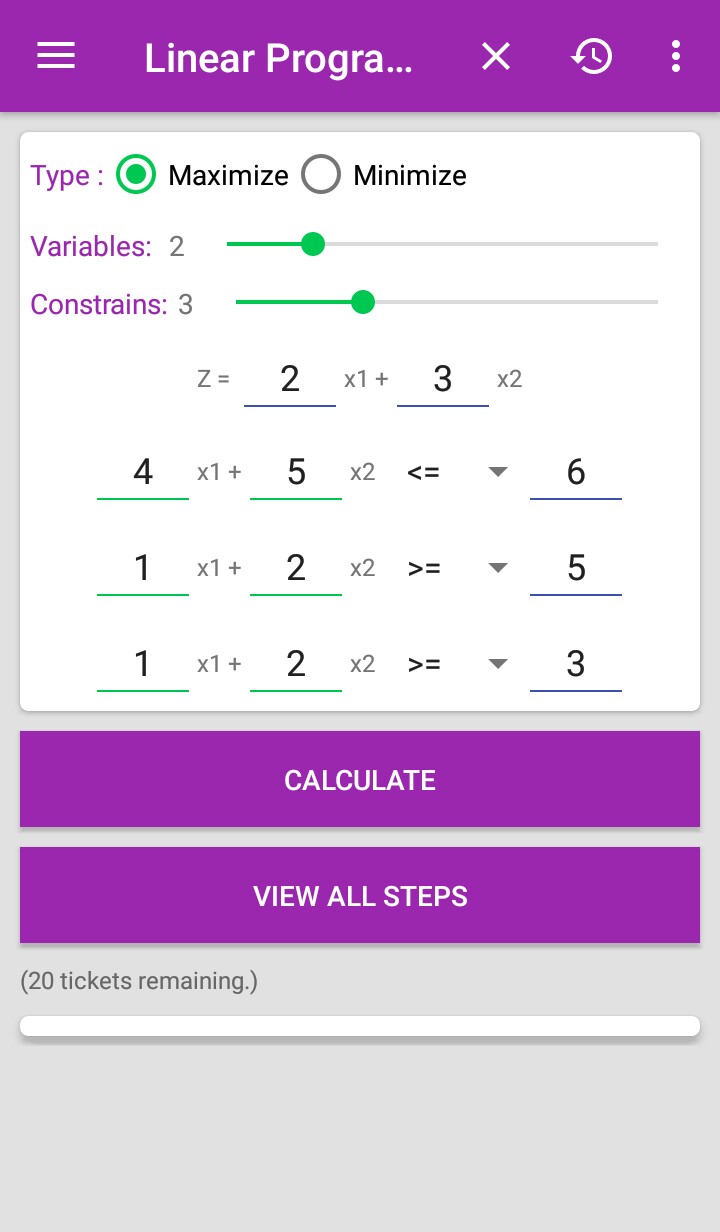 Linear Progra...
Type : Maximize Minimize
Variables: 2
Constrains: 3
Z = 2 x1 + 3 x2
4 x1 + 5 x2 <= 6
1 x1 + 2 x2 >= 5
1 x1 + 2 x2 >= 3
CALCULATE
VIEW ALL STEPS
(20 tickets remaining.)